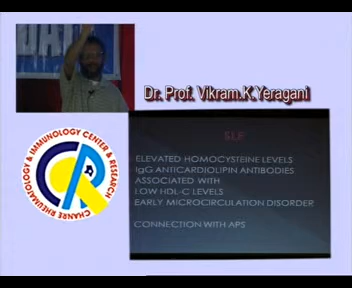 Dr. Prof. Vikram.K.Yeragani
SLE
ELEVATED HOMOCYSTEINE LEVELS
IgG ANTICARDIOLIPIN ANTIBODIES
ASSOCIATED WITH
LOW HDL-C LEVELS
EARLY MICROCIRCULATION DISORDER
CONNECTION WITH APS
CHANRE RHEUMATOLOGY & IMMUNOLOGY CENTER & RESEARCH